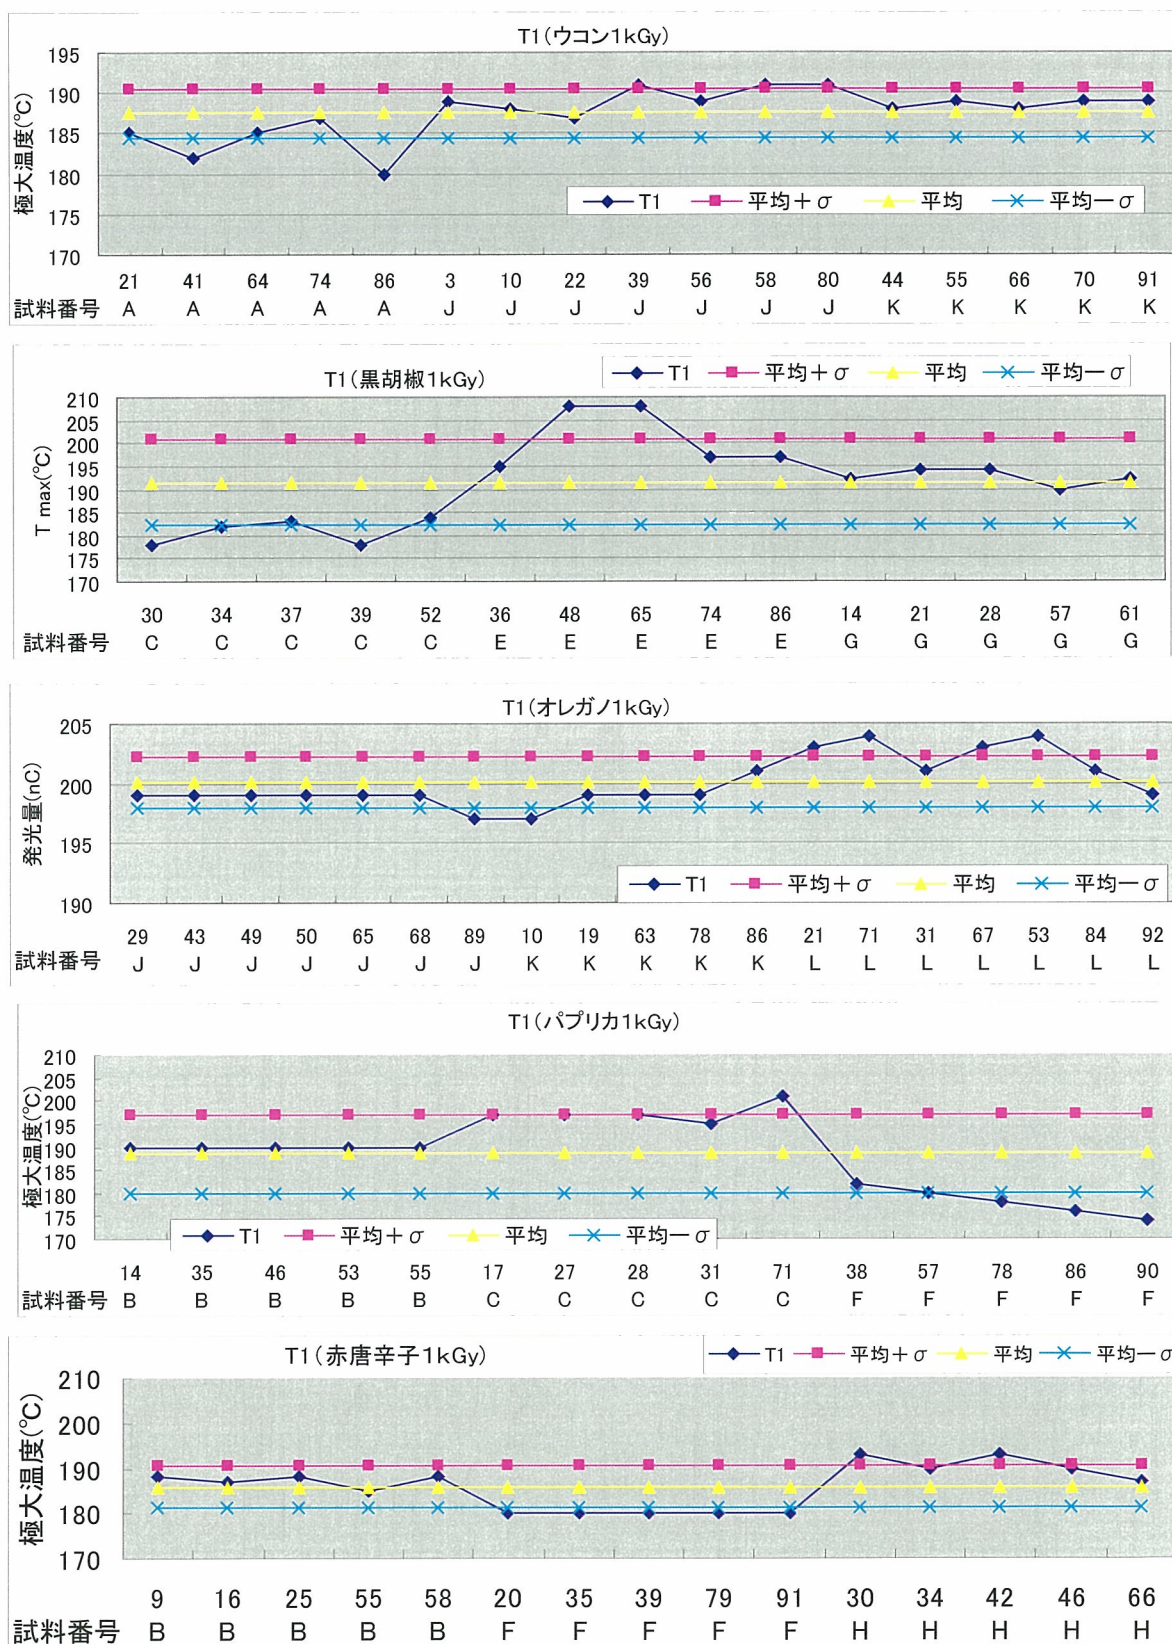 T1(ウコン1kGy)
195
190
185
180
175
170
極大温度(℃)
T1 平均+σ 平均 平均-σ
21 41 64 74 86 3 10 22 39 56 58 80 44 55 66 70 91
試料番号 A A A A A J J J J J J J K K K K K
T1(黒胡椒1kGy)
T1 平均+σ 平均 平均-σ
210
205
200
195
190
185
180
175
170
T max(℃)
30 34 37 39 52 36 48 65 74 86 14 21 28 57 61
試料番号 C C C C C E E E E E G G G G G
T1(オレガノ1kGy)
205
200
195
190
発光量(nC)
T1 平均+σ 平均 平均-σ
29 43 49 50 65 68 89 10 19 63 78 86 21 71 31 67 53 84 92
試料番号 J J J J J J J K K K K K L L L L L L L
T1(パプリカ1kGy)
210
205
200
195
190
185
180
175
170
極大温度(℃)
T1 平均+σ 平均 平均-σ
14 35 46 53 55 17 27 28 31 71 38 57 78 86 90
試料番号 B B B B B C C C C C F F F F F
T1(赤唐辛子1kGy)
T1 平均+σ 平均 平均-σ
210
200
190
180
170
極大温度(℃)
9 16 25 55 58 20 35 39 79 91 30 34 42 46 66
試料番号 B B B B B F F F F F H H H H H